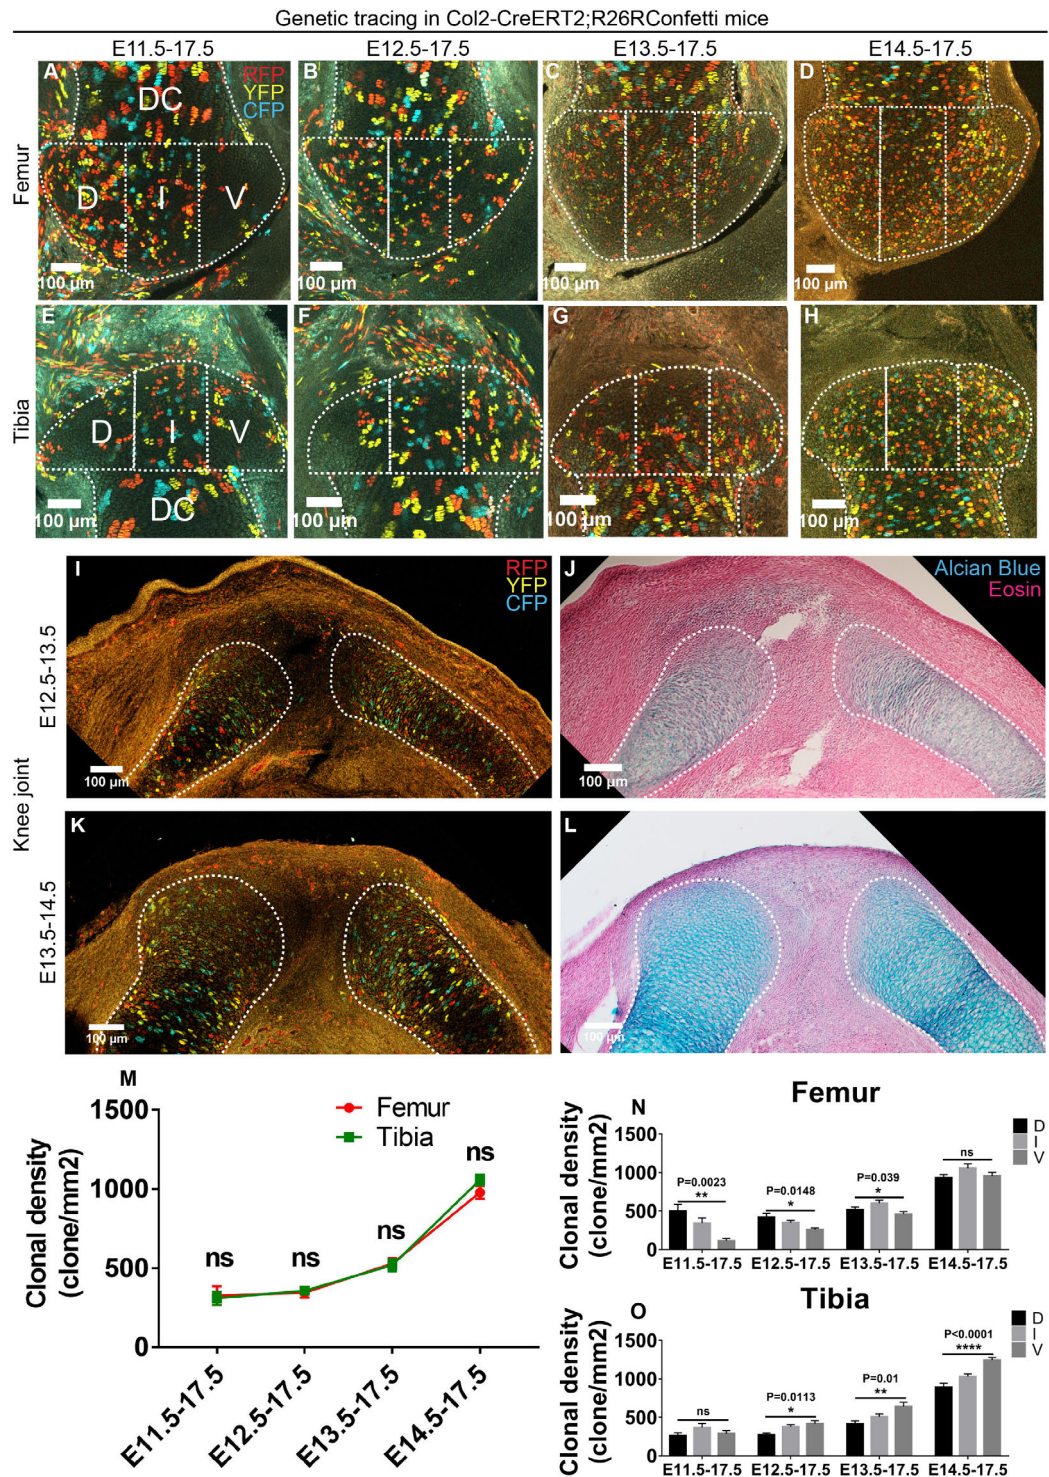 Genetic tracing in Col2-CreERT2;R26RConfetti mice
E11.5-17.5 E12.5-17.5 E13.5-17.5 E14.5-17.5
Femur
A RFP YFP CFP DC D I V 100 µm
B 100 µm
C 100 µm
D 100 µm
Tibia
E D I V DC 100 µm
F 100 µm
G 100 µm
H 100 µm
Knee joint
E12.5-13.5
I RFP YFP CFP 100 µm
J Alcian Blue Eosin 100 µm
E13.5-14.5
K 100 µm
L 100 µm
M
Clonal density
(clone/mm2)
1500
1000
500
0
Femur
Tibia
ns ns ns ns
E11.5-17.5 E12.5-17.5 E13.5-17.5 E14.5-17.5
N Femur
Clonal density
(clone/mm2)
1500
1000
500
0
D
I
V
P=0.0023 P=0.0148 P=0.039 ns
** * *
E11.5-17.5 E12.5-17.5 E13.5-17.5 E14.5-17.5
O Tibia
Clonal density
(clone/mm2)
1500
1000
500
0
D
I
V
ns P=0.0113 P=0.01 P<0.0001
* ** ****
E11.5-17.5 E12.5-17.5 E13.5-17.5 E14.5-17.5